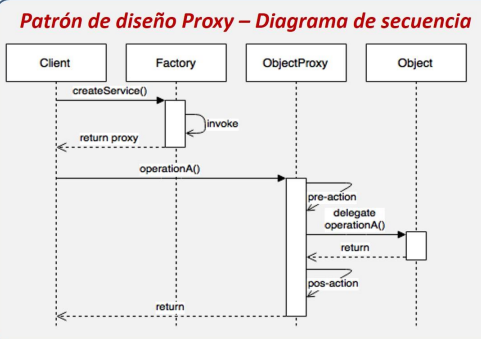 Patrón de diseño Proxy – Diagrama de secuencia
Client
Factory
ObjectProxy
Object
createService()
invoke
return proxy
operationA()
pre-action
delegate
operationA()
return
pos-action
return